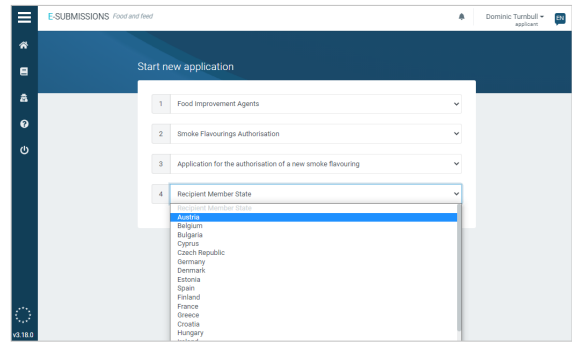 E-SUBMISSIONS Food and feed
Dominic Turnbull
applicant
EN
Start new application
1 Food Improvement Agents
2 Smoke Flavourings Authorisation
3 Application for the authorisation of a new smoke flavouring
4 Recipient Member State
Recipient Member State
Austria
Belgium
Bulgaria
Cyprus
Czech Republic
Germany
Denmark
Estonia
Spain
Finland
France
Greece
Croatia
Hungary
v3.18.0